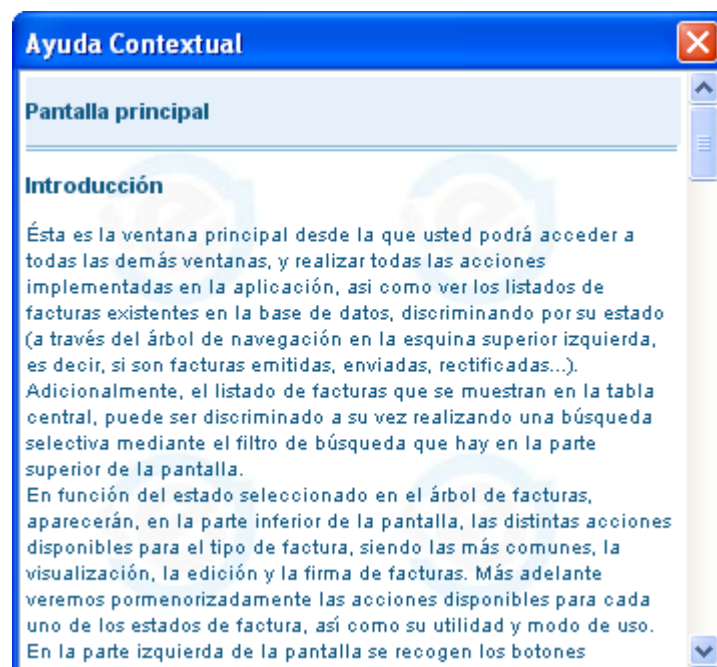 Ayuda Contextual
Pantalla principal
Introducción
Ésta es la ventana principal desde la que usted podrá acceder a
todas las demás ventanas, y realizar todas las acciones
implementadas en la aplicación, asi como ver los listados de
facturas existentes en la base de datos, discriminando por su estado
(a través del árbol de navegación en la esquina superior izquierda,
es decir, si son facturas emitidas, enviadas, rectificadas...).
Adicionalmente, el listado de facturas que se muestran en la tabla
central, puede ser discriminado a su vez realizando una búsqueda
selectiva mediante el filtro de búsqueda que hay en la parte
superior de la pantalla.
En función del estado seleccionado en el árbol de facturas,
aparecerán, en la parte inferior de la pantalla, las distintas acciones
disponibles para el tipo de factura, siendo las más comunes, la
visualización, la edición y la firma de facturas. Más adelante
veremos pormenorizadamente las acciones disponibles para cada
uno de los estados de factura, así como su utilidad y modo de uso.
En la parte izquierda de la pantalla se recogen los botones